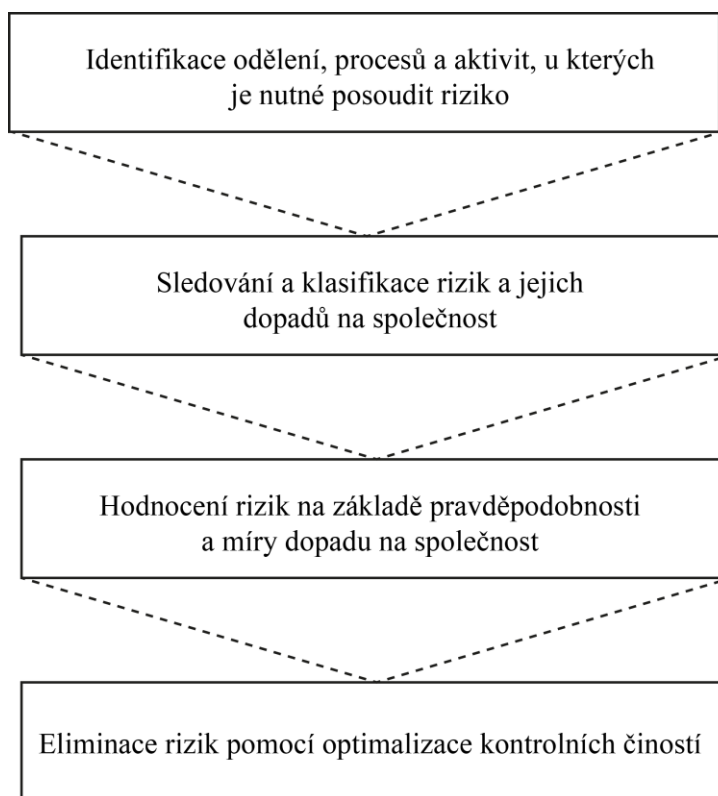 Identifikace odělení, procesů a aktivit, u kterých
je nutné posoudit riziko
Sledování a klasifikace rizik a jejich
dopadů na společnost
Hodnocení rizik na základě pravděpodobnosti
a míry dopadu na společnost
Eliminace rizik pomocí optimalizace kontrolních čiností